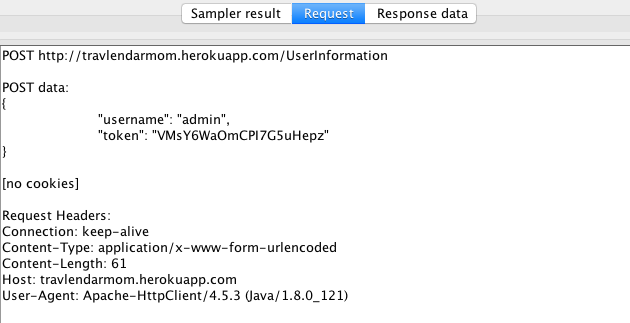 Sampler result
Request
Response data
POST http://travlendarmom.herokuapp.com/UserInformation
POST data:
{
"username": "admin",
"token": "VMsY6WaOmCPI7G5uHepz"
}
[no cookies]
Request Headers:
Connection: keep-alive
Content-Type: application/x-www-form-urlencoded
Content-Length: 61
Host: travlendarmom.herokuapp.com
User-Agent: Apache-HttpClient/4.5.3 (Java/1.8.0_121)